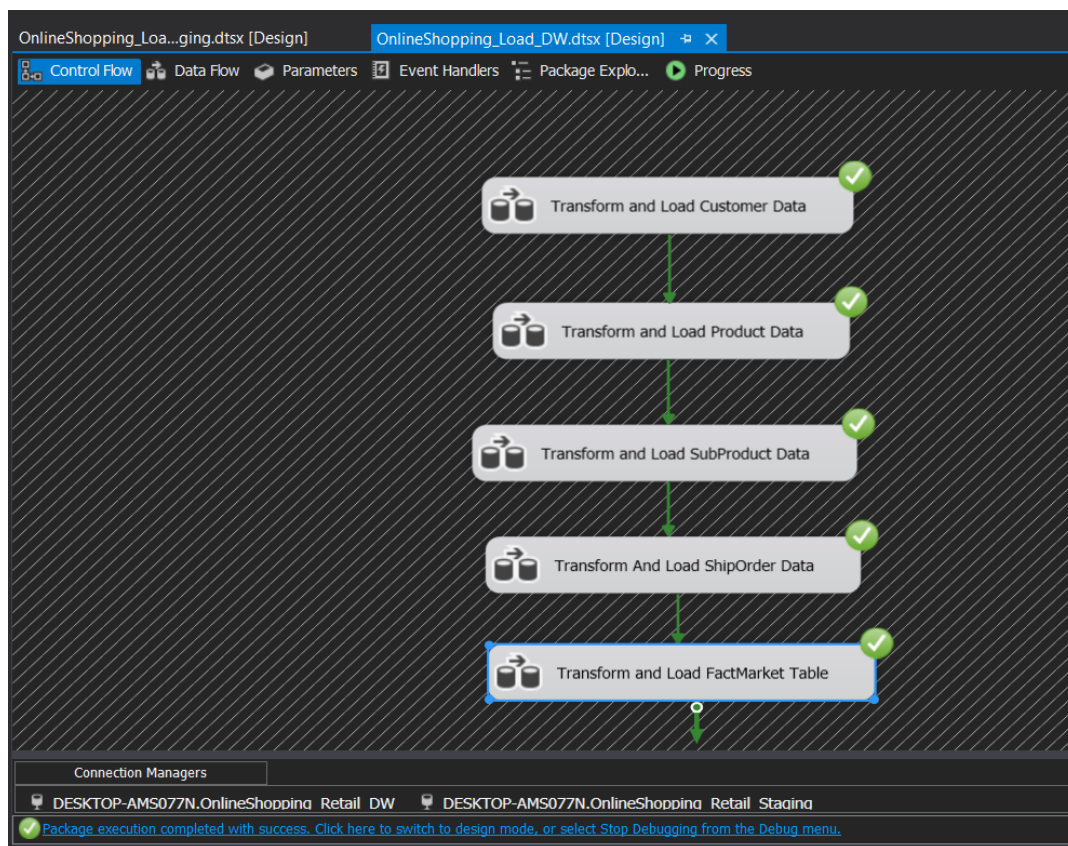 OnlineShopping_Loa...ging.dtsx [Design] OnlineShopping_Load_DW.dtsx [Design]
Control Flow Data Flow Parameters Event Handlers Package Explo... Progress
Transform and Load Customer Data
Transform and Load Product Data
Transform and Load SubProduct Data
Transform And Load ShipOrder Data
Transform and Load FactMarket Table
Connection Managers
DESKTOP-AMS077N.OnlineShopping_Retail_DW DESKTOP-AMS077N.OnlineShopping_Retail_Staging
Package execution completed with success. Click here to switch to design mode, or select Stop Debugging from the Debug menu.